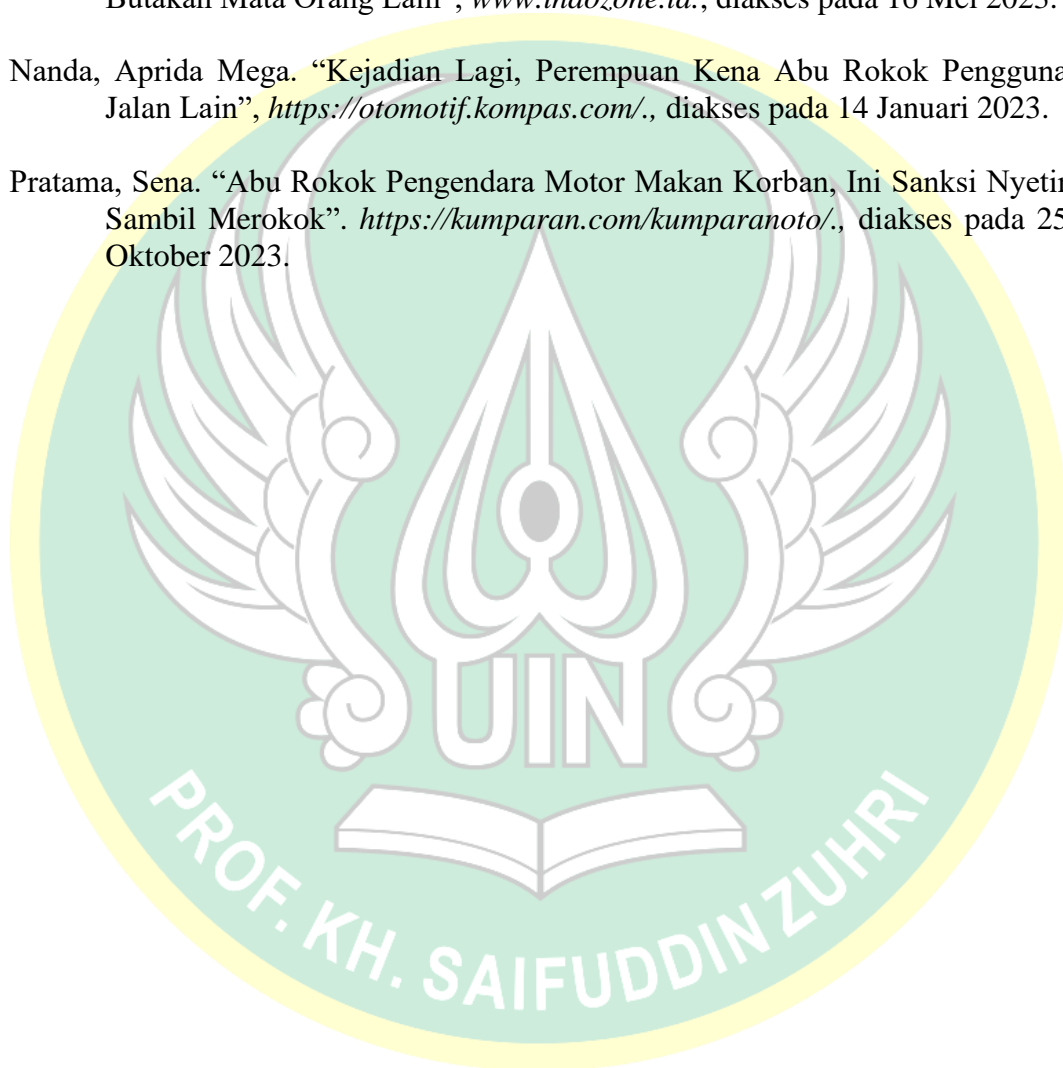 Butakan Mata Orang Lain", www.indozone.id., diakses pada 16 Mei 2023.
Nanda, Aprida Mega. “Kejadian Lagi, Perempuan Kena Abu Rokok Pengguna
Jalan Lain”, https://otomotif.kompas.com/., diakses pada 14 Januari 2023.
Pratama, Sena. “Abu Rokok Pengendara Motor Makan Korban, Ini Sanksi Nyetir
Sambil Merokok”. https://kumparan.com/kumparanoto/., diakses pada 25
Oktober 2023.
UIN
PROF. KH. SAIFUDDIN ZUHRI